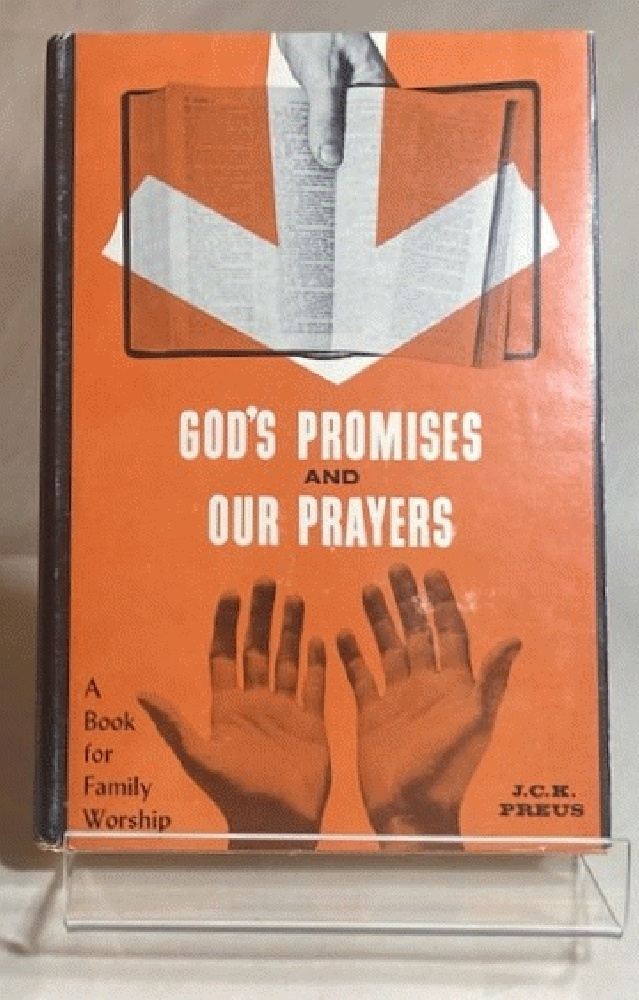 GOD'S PROMISES
AND
OUR PRAYERS
A
Book
for
Family
Worship
J.C.K.
PREUS